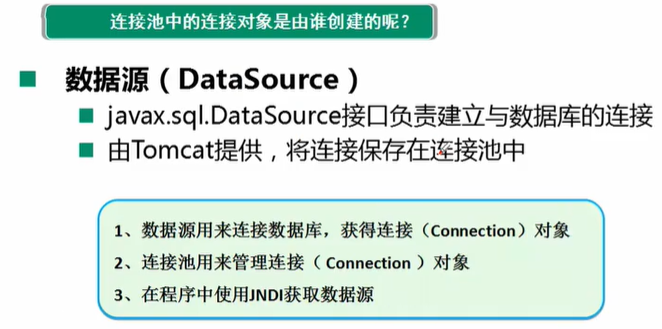 连接池中的连接对象是由谁创建的呢？
数据源（DataSource）
javax.sql.DataSource接口负责建立与数据库的连接
由Tomcat提供，将连接保存在连接池中
1、数据源用来连接数据库，获得连接（Connection）对象
2、连接池用来管理连接（ Connection ）对象
3、在程序中使用JNDI获取数据源